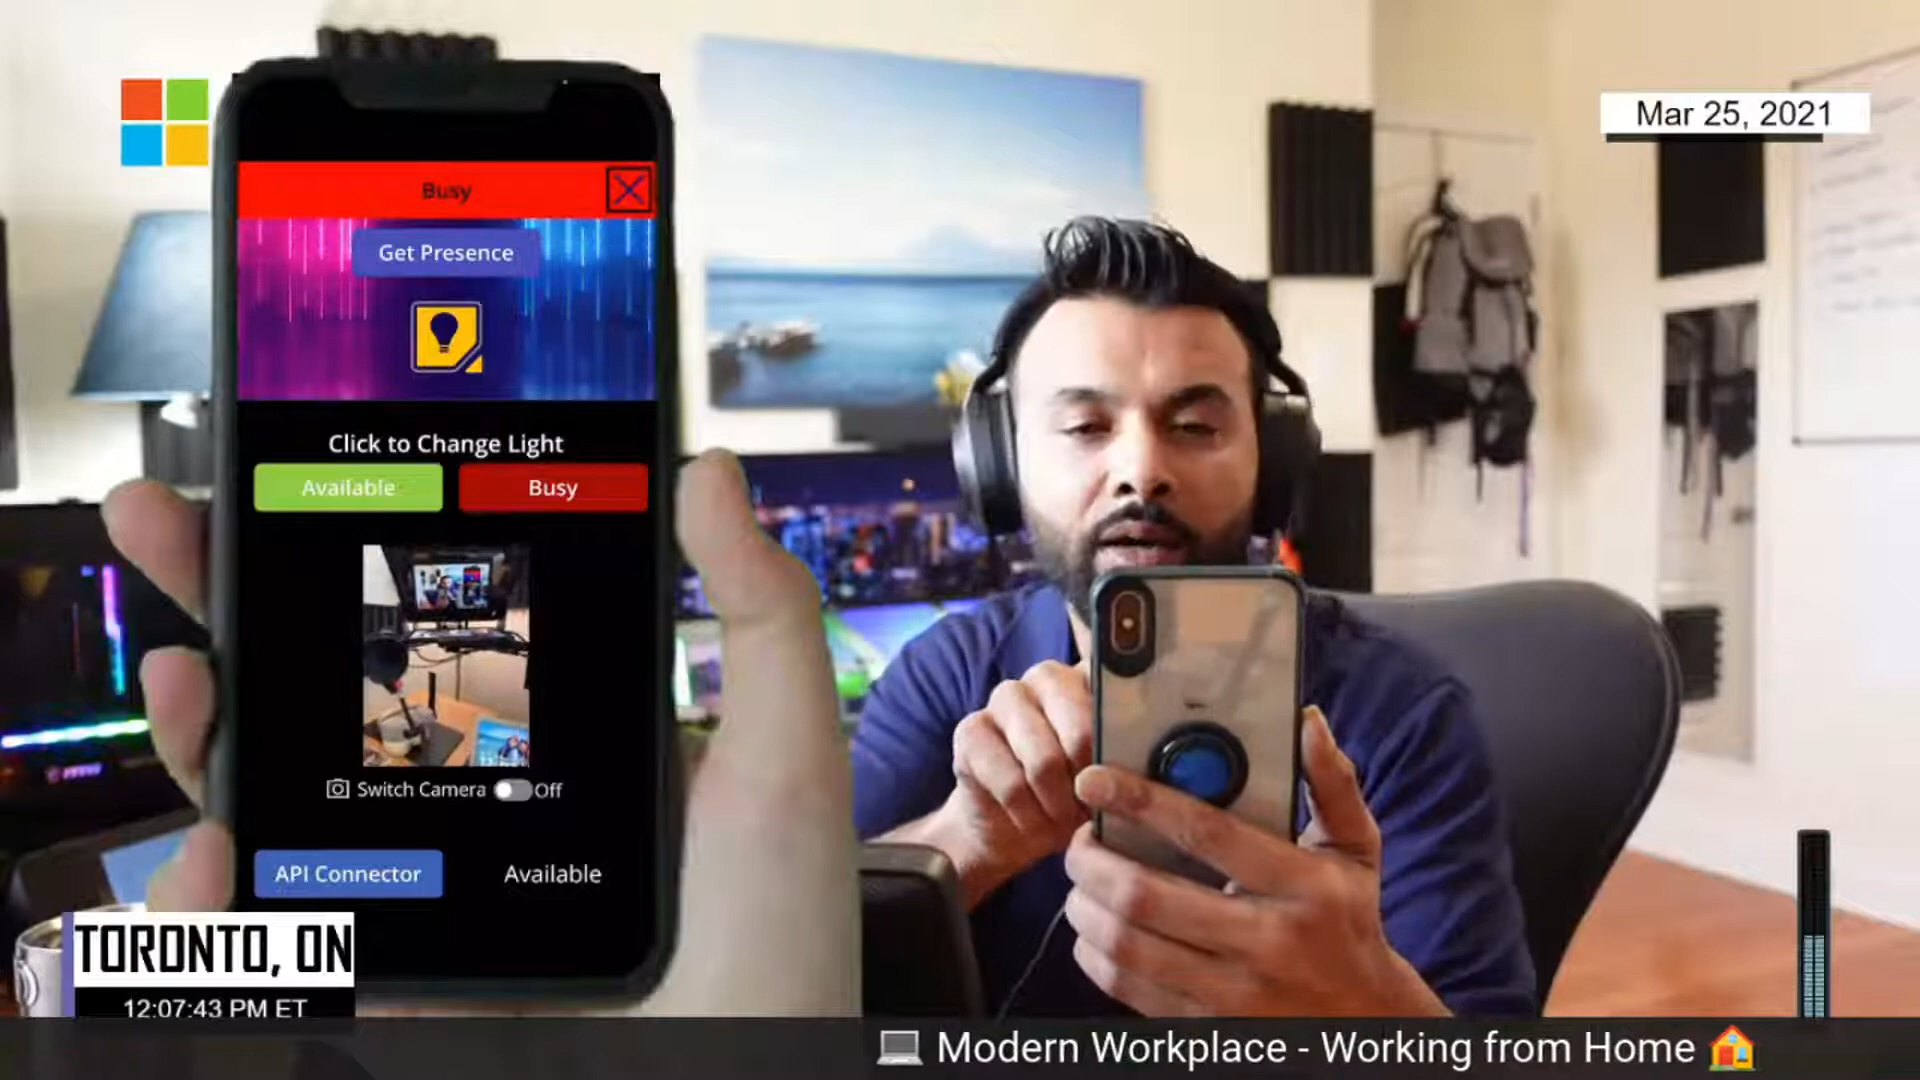 Mar 25, 2021
Busy
Get Presence
Click to Change Light
Available
Busy
Switch Camera
Off
API Connector
Available
TORONTO, ON
12:07:43 PM ET
Modern Workplace - Working from Home